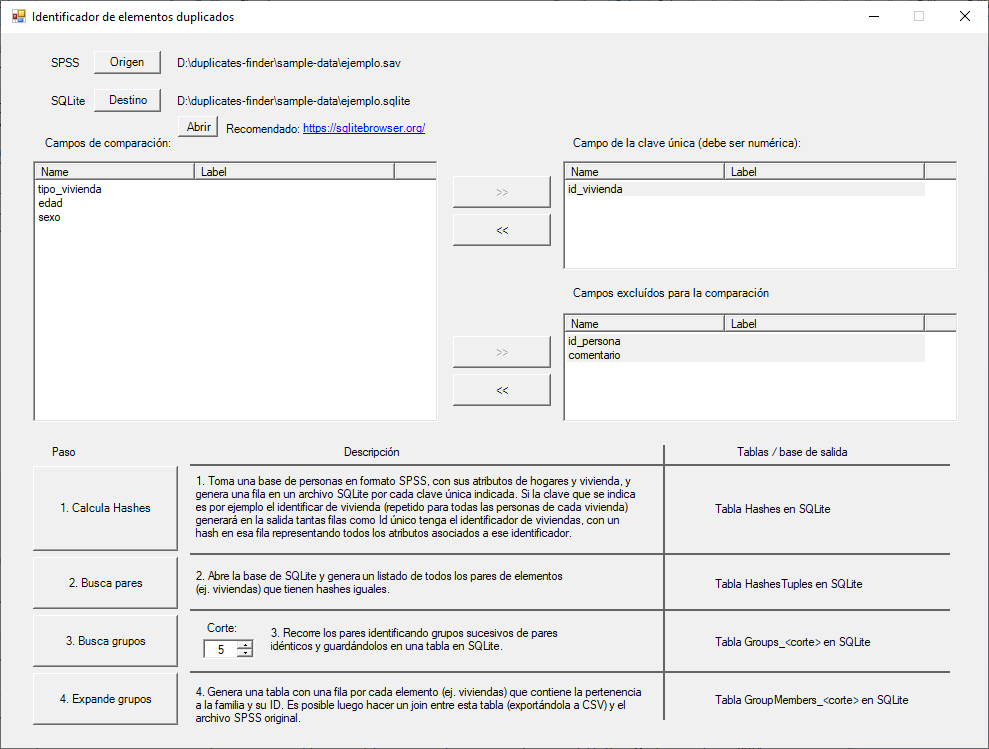 Identificador de elementos duplicados
SPSS
Origen
D:\duplicates-finder\sample-data\ejemplo.sav
SQLite
Destino
D:\duplicates-finder\sample-data\ejemplo.sqlite
Abrir
Recomendado: https://sqlitebrowser.org/
Campos de comparación:
Name
Label
tipo_vivienda
edad
sexo
>>
<<
Campo de la clave única (debe ser numérica):
Name
Label
id_vivienda
Campos excluídos para la comparación
>>
<<
Name
Label
id_persona
comentario
Paso
Descripción
Tablas / base de salida
1. Calcula Hashes
1. Toma una base de personas en formato SPSS, con sus atributos de hogares y vivienda, y
genera una fila en un archivo SQLite por cada clave única indicada. Si la clave que se indica
es por ejemplo el identificar de vivienda (repetido para todas las personas de cada vivienda)
generará en la salida tantas filas como Id único tenga el identificador de viviendas, con un
hash en esa fila representando todos los atributos asociados a ese identificador.
Tabla Hashes en SQLite
2. Busca pares
2. Abre la base de SQLite y genera un listado de todos los pares de elementos
(ej. viviendas) que tienen hashes iguales.
Tabla HashesTuples en SQLite
3. Busca grupos
Corte:
5
3. Recorre los pares identificando grupos sucesivos de pares
idénticos y guardándolos en una tabla en SQLite.
Tabla Groups_<corte> en SQLite
4. Expande grupos
4. Genera una tabla con una fila por cada elemento (ej. viviendas) que contiene la pertenencia
a la familia y su ID. Es posible luego hacer un join entre esta tabla (exportándola a CSV) y el
archivo SPSS original.
Tabla GroupMembers_<corte> en SQLite